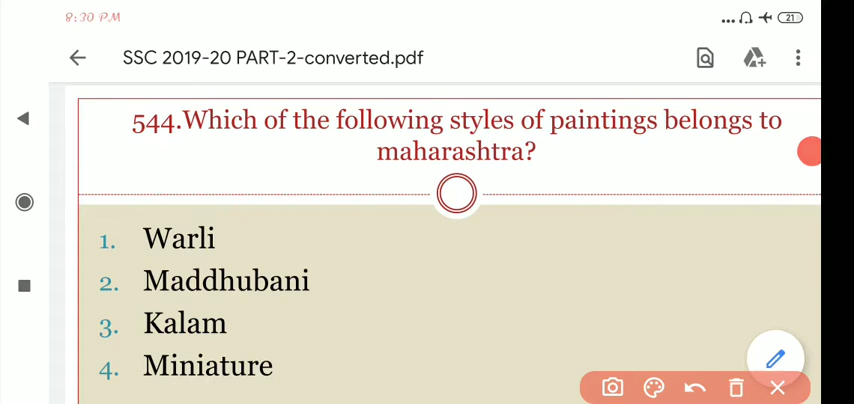 8:30 PM
21
SSC 2019-20 PART-2-converted.pdf
544.Which of the following styles of paintings belongs to
maharashtra?
1. Warli
2. Maddhubani
3. Kalam
4. Miniature